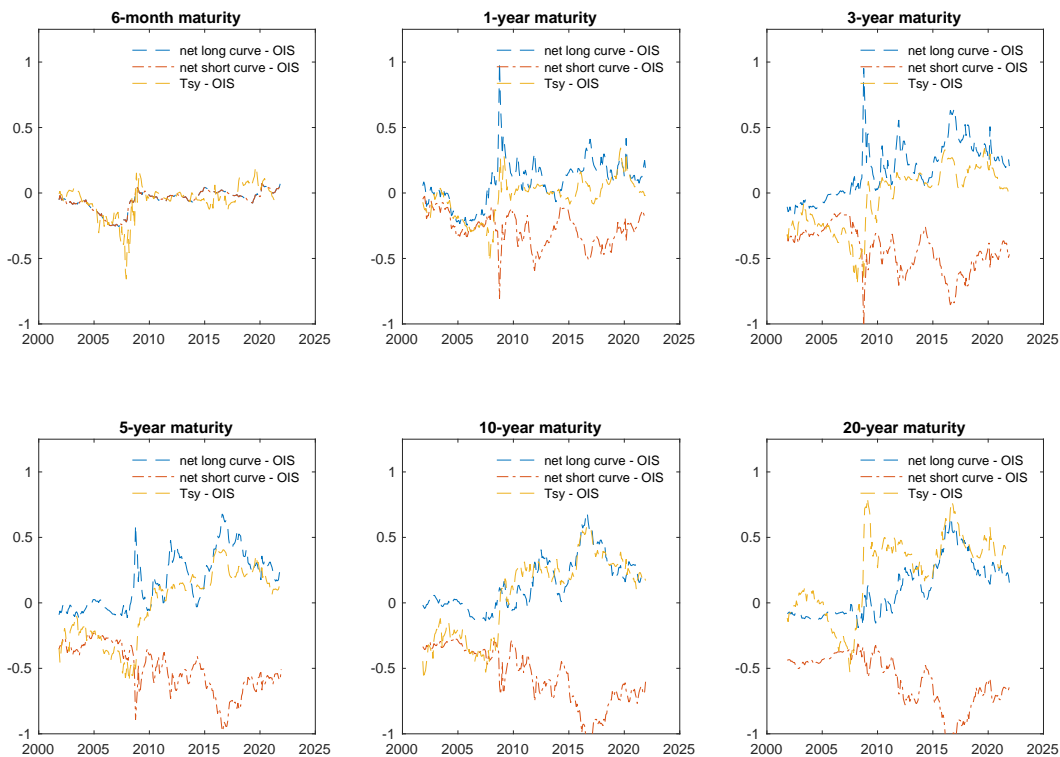 6-month maturity
1
0.5
0
-0.5
-1
2000 2005 2010 2015 2020 2025
net long curve - OIS
net short curve - OIS
Tsy - OIS
1-year maturity
1
0.5
0
-0.5
-1
2000 2005 2010 2015 2020 2025
net long curve - OIS
net short curve - OIS
Tsy - OIS
3-year maturity
1
0.5
0
-0.5
-1
2000 2005 2010 2015 2020 2025
net long curve - OIS
net short curve - OIS
Tsy - OIS
5-year maturity
1
0.5
0
-0.5
-1
2000 2005 2010 2015 2020 2025
net long curve - OIS
net short curve - OIS
Tsy - OIS
10-year maturity
1
0.5
0
-0.5
-1
2000 2005 2010 2015 2020 2025
net long curve - OIS
net short curve - OIS
Tsy - OIS
20-year maturity
1
0.5
0
-0.5
-1
2000 2005 2010 2015 2020 2025
net long curve - OIS
net short curve - OIS
Tsy - OIS